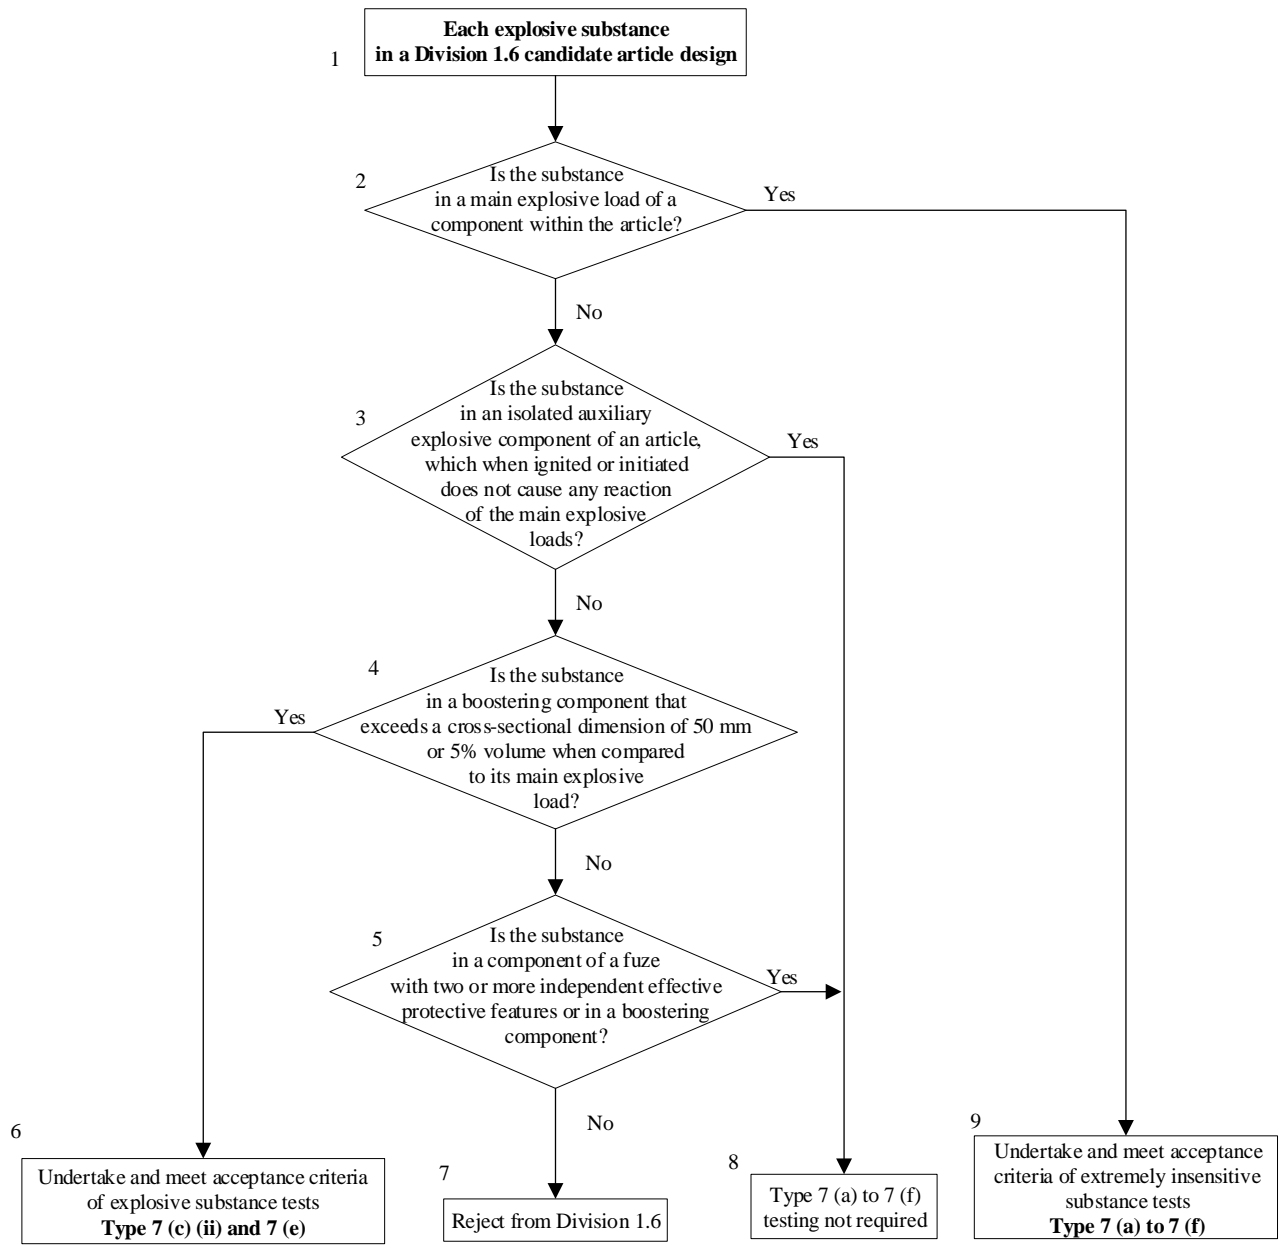 Each explosive substance
in a Division 1.6 candidate article design
1
2
Is the substance
in a main explosive load of a
component within the article?
Yes
No
3
Is the substance
in an isolated auxiliary
explosive component of an article,
which when ignited or initiated
does not cause any reaction
of the main explosive
loads?
Yes
No
4
Is the substance
in a boostering component that
exceeds a cross-sectional dimension of 50 mm
or 5% volume when compared
to its main explosive
load?
Yes
No
5
Is the substance
in a component of a fuze
with two or more independent effective
protective features or in a boostering
component?
Yes
No
6
Undertake and meet acceptance criteria
of explosive substance tests
Type 7 (c) (ii) and 7 (e)
7
Reject from Division 1.6
8
Type 7 (a) to 7 (f)
testing not required
9
Undertake and meet acceptance
criteria of extremely insensitive
substance tests
Type 7 (a) to 7 (f)